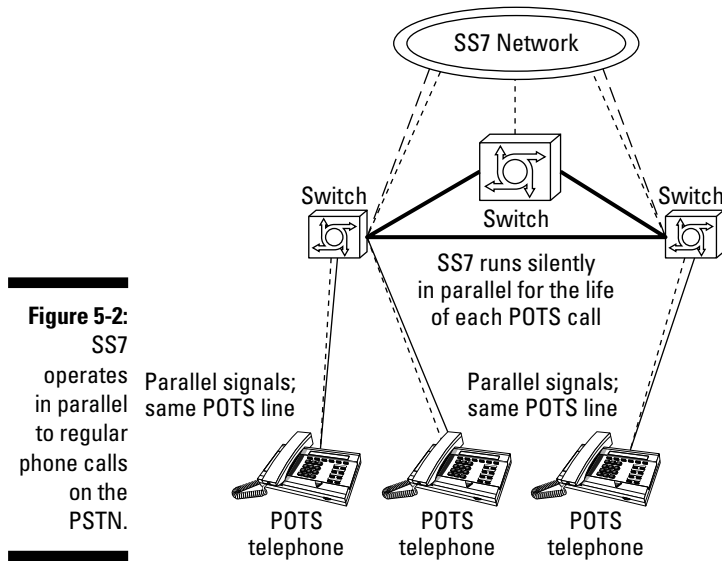 SS7 Network
Switch
Switch
Switch
SS7 runs silently
in parallel for the life
of each POTS call
Figure 5-2:
SS7
operates
in parallel
to regular
phone calls
on the
PSTN.
Parallel signals;
same POTS line
Parallel signals;
same POTS line
POTS
telephone
POTS
telephone
POTS
telephone